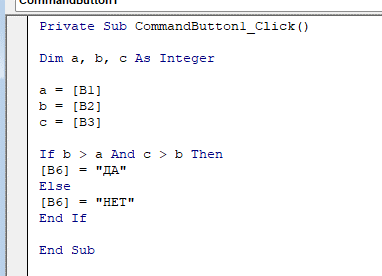 CommandButton1
Private Sub CommandButton1_Click()
Dim a, b, c As Integer
a = [B1]
b = [B2]
c = [B3]
If b > a And c > b Then
[B6] = "ДА"
Else
[B6] = "НЕТ"
End If
End Sub